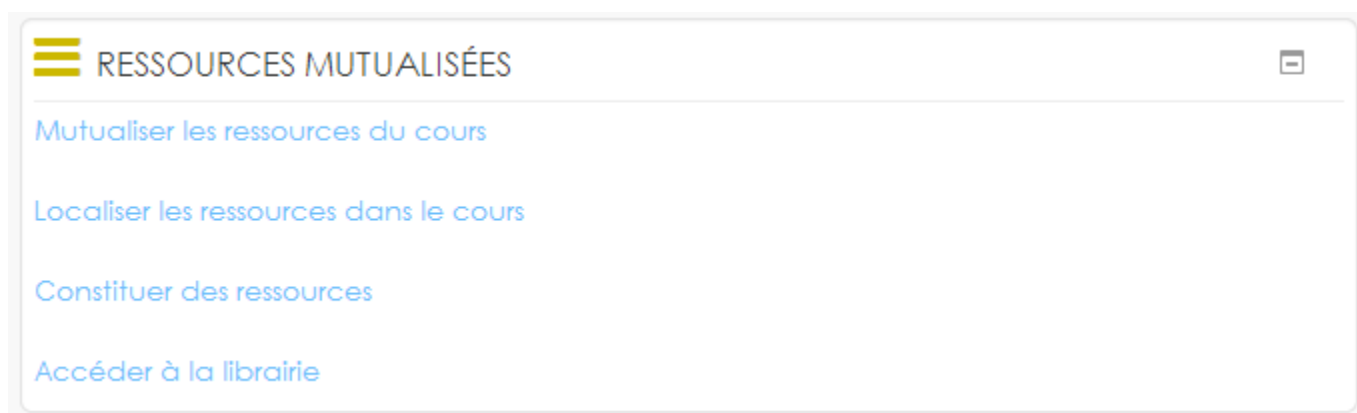 RESSOURCES MUTUALISÉES
Mutualiser les ressources du cours
Localiser les ressources dans le cours
Constituer des ressources
Accéder à la librairie